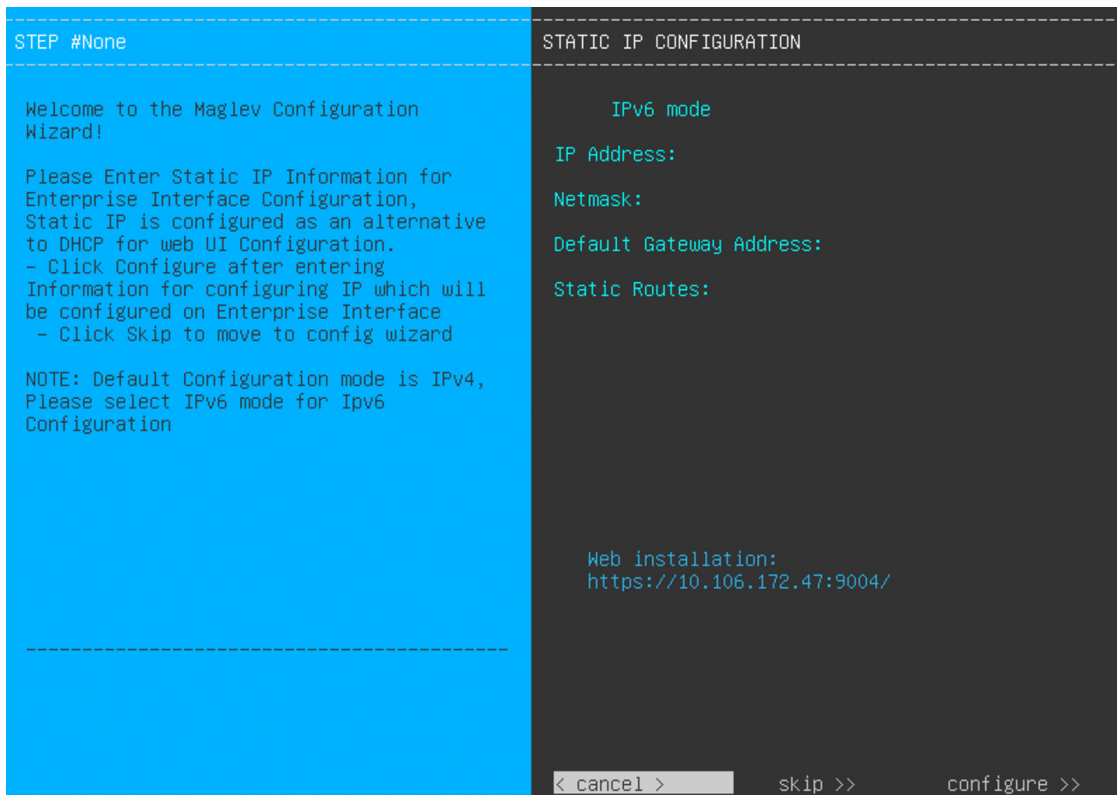 STEP #None
Welcome to the Maglev Configuration
Wizard!
Please Enter Static IP Information for
Enterprise Interface Configuration,
Static IP is configured as an alternative
to DHCP for web UI Configuration.
- Click Configure after entering
Information for configuring IP which will
be configured on Enterprise Interface
- Click Skip to move to config wizard
NOTE: Default Configuration mode is IPv4,
Please select IPv6 mode for Ipv6
Configuration
STATIC IP CONFIGURATION
IPv6 mode
IP Address:
Netmask:
Default Gateway Address:
Static Routes:
Web installation:
https://10.106.172.47:9004/
< cancel > skip >> configure >>